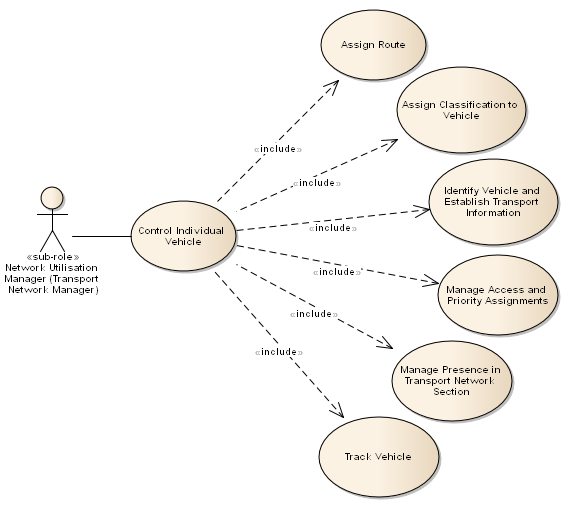 Assign Route
Assign Classification to
Vehicle
«include»
«include»
Identify Vehicle and
Establish Transport
Information
«include»
Control Individual
Vehicle
«sub-role»
Network Utilisation
Manager (Transport
Network Manager)
«include»
Manage Access and
Priority Assignments
«include»
«include»
Manage Presence in
Transport Network
Section
Track Vehicle